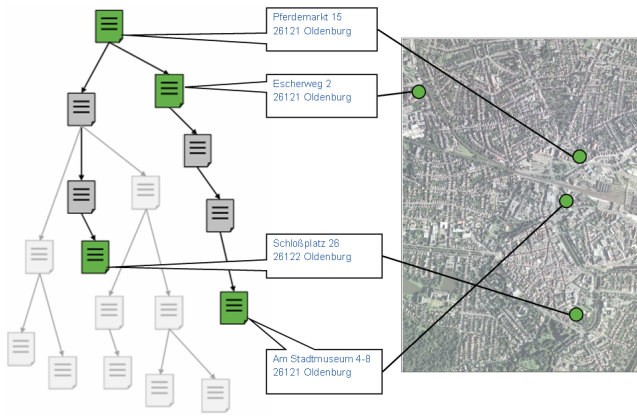 Pferdemarkt 15
26121 Oldenburg
Escherweg 2
26121 Oldenburg
Schloßplatz 26
26122 Oldenburg
Am Stadtmuseum 4-8
26121 Oldenburg